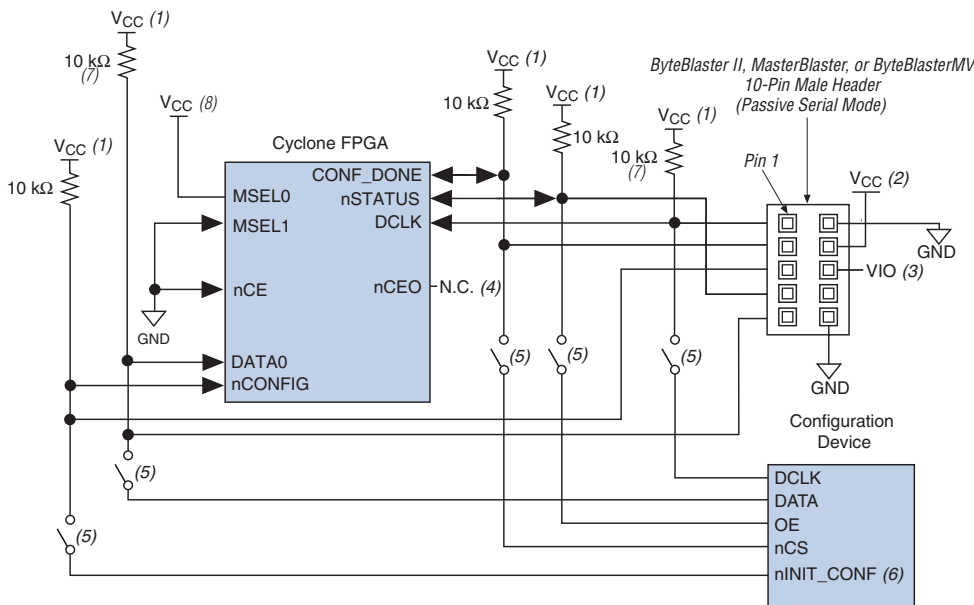 VCC (1)
10 kΩ
(7)
VCC (1)
10 kΩ
VCC (8)
VCC (1)
10 kΩ
VCC (1)
10 kΩ
VCC (1)
10 kΩ
(7)
ByteBlaster II, MasterBlaster, or ByteBlasterMV
10-Pin Male Header
(Passive Serial Mode)
Pin 1
VCC (2)
GND
VIO (3)
GND
Cyclone FPGA
MSEL0
MSEL1
nCE
DATA0
nCONFIG
CONF_DONE
nSTATUS
DCLK
nCEO
N.C. (4)
GND
(5)
(5)
(5)
(5)
(5)
Configuration
Device
DCLK
DATA
OE
nCS
nINIT_CONF (6)